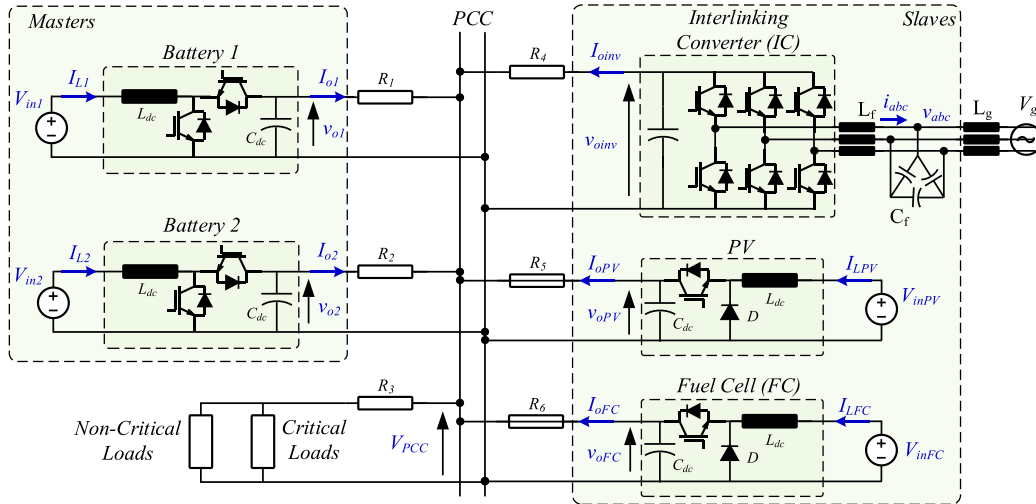 Masters
PCC
Interlinking
Converter (IC)
Slaves
Battery 1
I_L1
V_in1
L_dc
C_dc
I_o1
v_o1
R_1
R_4
I_oinv
v_oinv
L_f
i_abc
v_abc
L_g
V_g
C_f
Battery 2
I_L2
V_in2
L_dc
C_dc
I_o2
v_o2
R_2
R_5
I_oPV
v_oPV
PV
C_dc
D
L_dc
I_LPV
V_inPV
R_3
Non-Critical
Loads
Critical
Loads
V_PCC
R_6
I_oFC
v_oFC
Fuel Cell (FC)
C_dc
D
L_dc
I_LFC
V_inFC